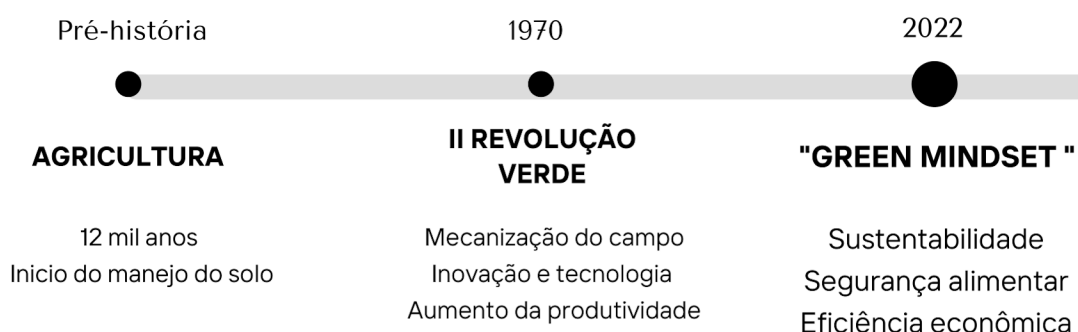 Pré-história
1970
2022
AGRICULTURA
II REVOLUÇÃO
VERDE
"GREEN MINDSET "
12 mil anos
Inicio do manejo do solo
Mecanização do campo
Inovação e tecnologia
Aumento da produtividade
Sustentabilidade
Segurança alimentar
Eficiência econômica